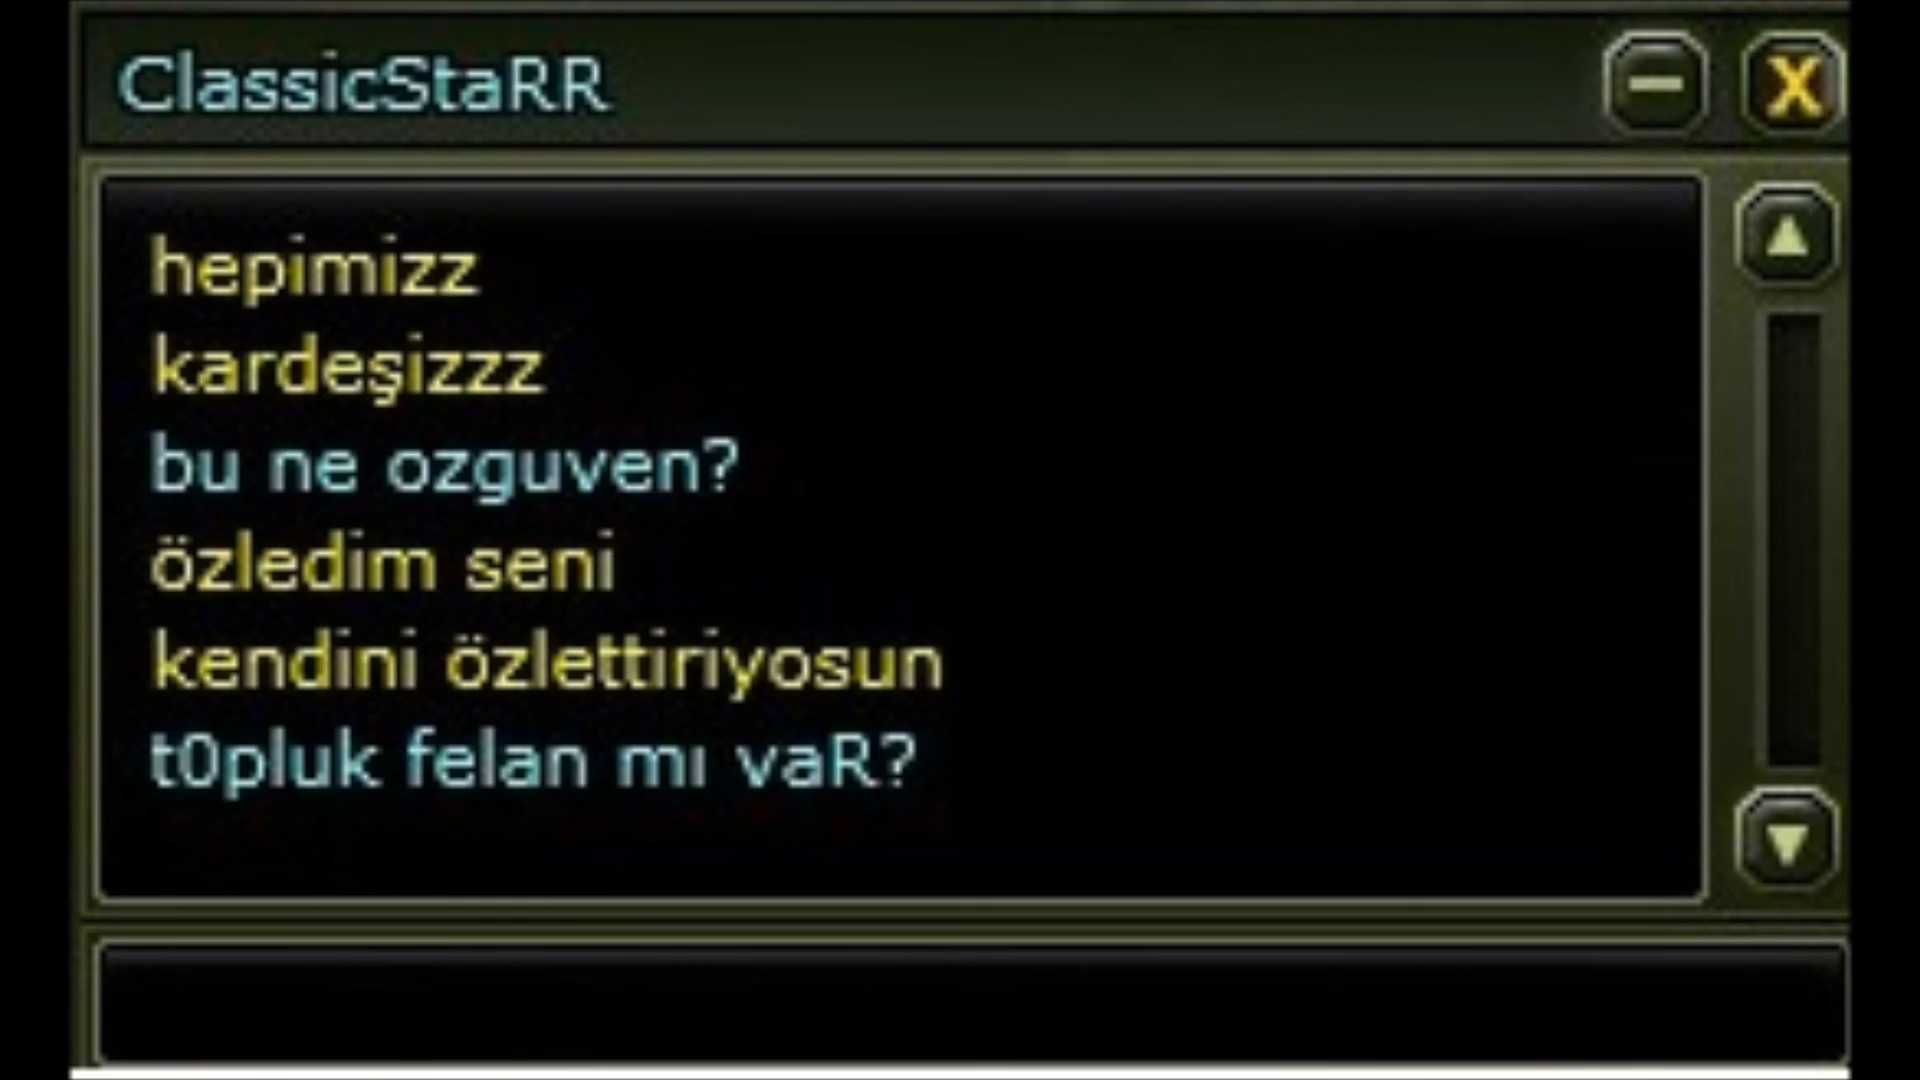 ClassicStaRR
hepimizz
kardeşizzz
bu ne ozguven?
özledim seni
kendini özlettiriyosun
t0pluk felan mı vaR?